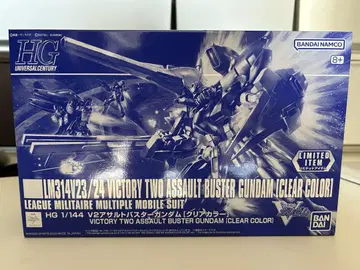 HG
UNIVERSAL CENTURY
BANDAI NAMCO
8+
LIMITED
ITEM
LM314V23/24 VICTORY TWO ASSAULT BUSTER GUNDAM [CLEAR COLOR]
LEAGUE MILITAIRE MULTIPLE MOBILE SUIT
HG 1/144 V2アサルトバスターガンダム [クリアカラー]
VICTORY TWO ASSAULT BUSTER GUNDAM [CLEAR COLOR]
BANDAI